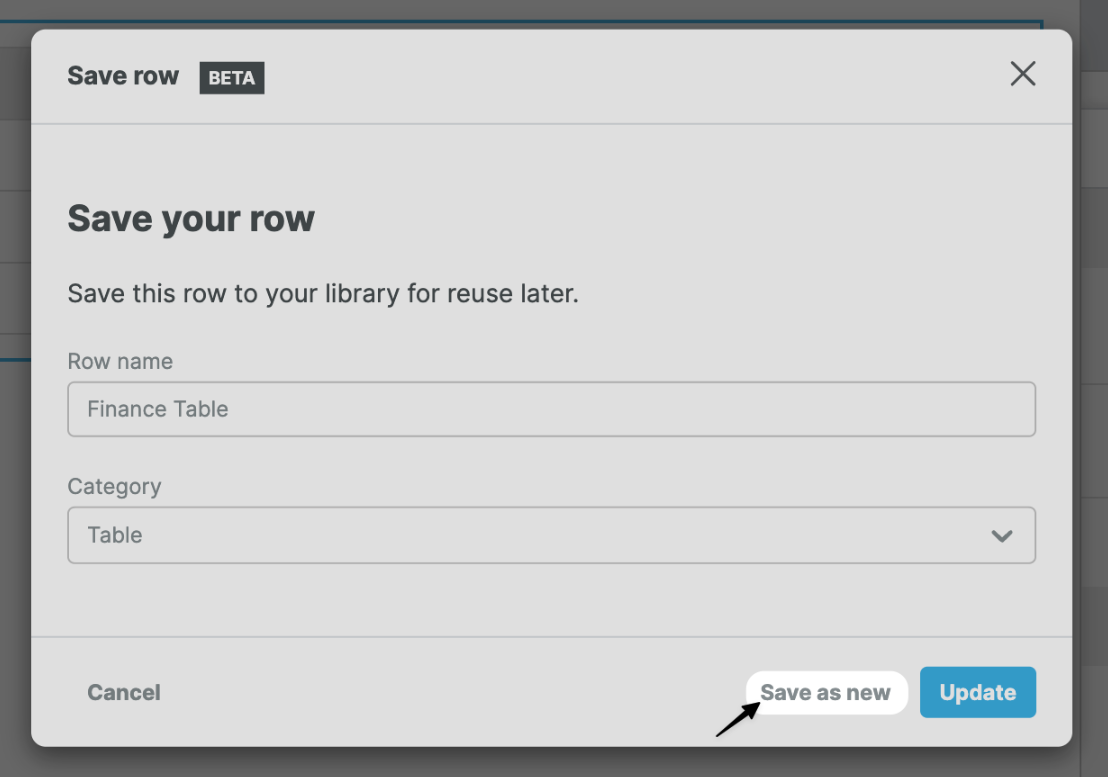 Save row BETA
Save your row
Save this row to your library for reuse later.
Row name
Finance Table
Category
Table
Cancel Save as new Update